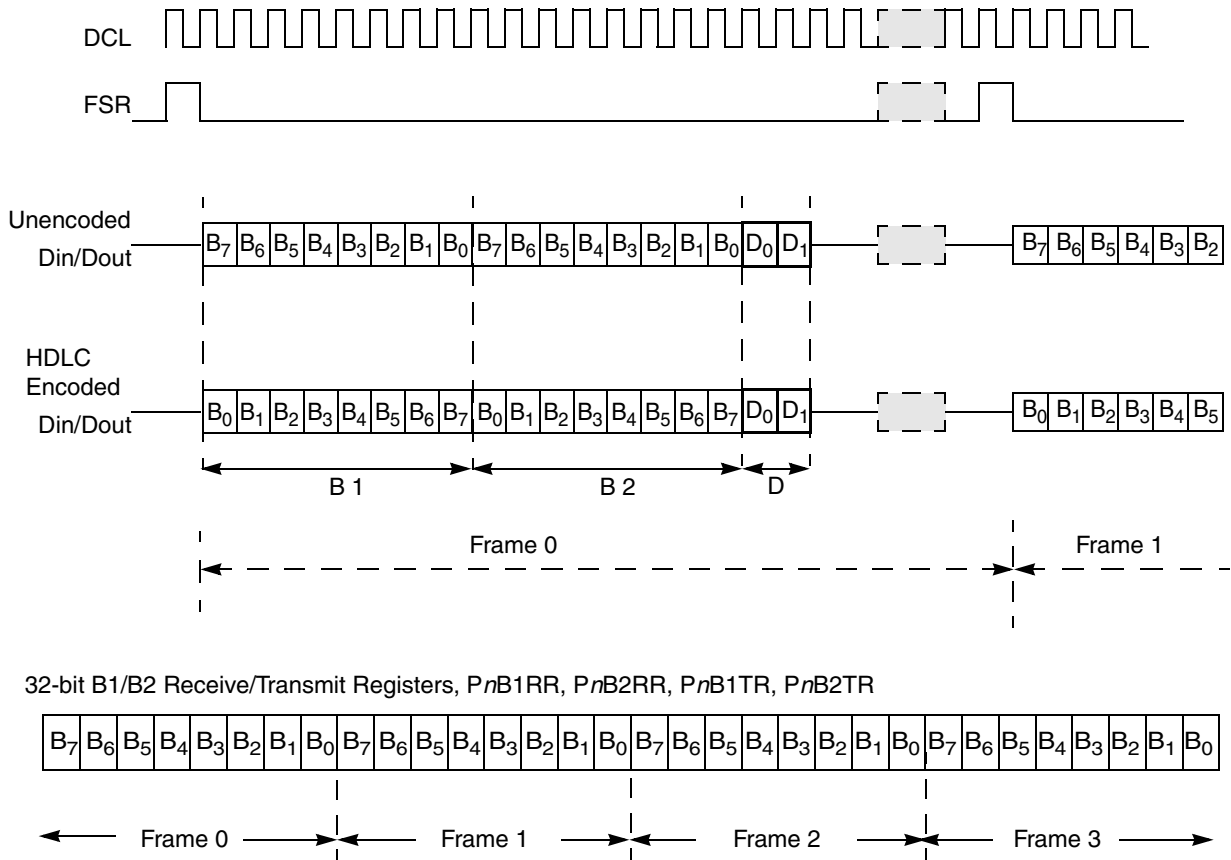 DCL
FSR
Unencoded
Din/Dout
B7 B6 B5 B4 B3 B2 B1 B0 B7 B6 B5 B4 B3 B2 B1 B0 D0 D1 B7 B6 B5 B4 B3 B2
HDLC
Encoded
Din/Dout
B0 B1 B2 B3 B4 B5 B6 B7 B0 B1 B2 B3 B4 B5 B6 B7 D0 D1 B0 B1 B2 B3 B4 B5
B 1 B 2 D
Frame 0 Frame 1
32-bit B1/B2 Receive/Transmit Registers, PnB1RR, PnB2RR, PnB1TR, PnB2TR
B7 B6 B5 B4 B3 B2 B1 B0 B7 B6 B5 B4 B3 B2 B1 B0 B7 B6 B5 B4 B3 B2 B1 B0 B7 B6 B5 B4 B3 B2 B1 B0
Frame 0 Frame 1 Frame 2 Frame 3